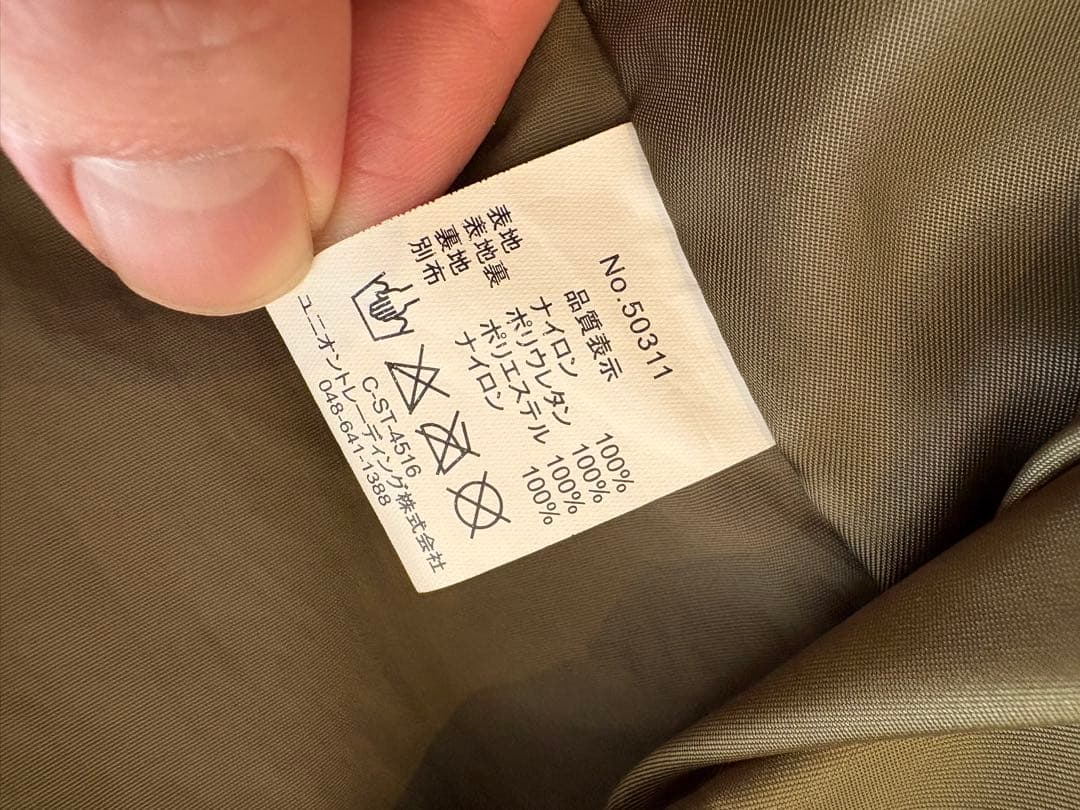 No.50311
品質表示
表地 ナイロン 100%
表地裏 ポリウレタン 100%
裏地 ポリエステル 100%
別布 ナイロン 100%
C-ST-4516
ユニオントレーディング株式会社
048-641-1388